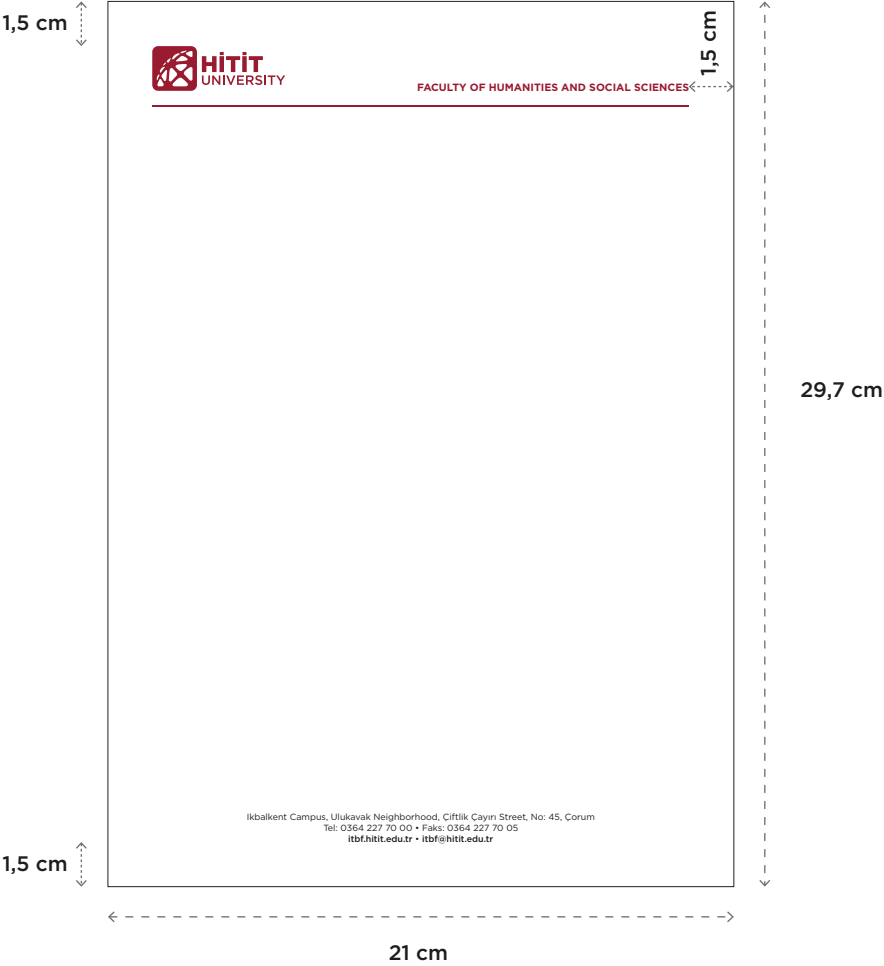 1,5 cm
HİTİT
UNIVERSITY
FACULTY OF HUMANITIES AND SOCIAL SCIENCES
1,5 cm
29,7 cm
Ikbalkent Campus, Ulukavak Neighborhood, Çiftlik Çayırı Street, No: 45, Çorum
Tel: 0364 227 70 00 • Faks: 0364 227 70 05
itbf.hitit.edu.tr • itbf@hitit.edu.tr
1,5 cm
21 cm